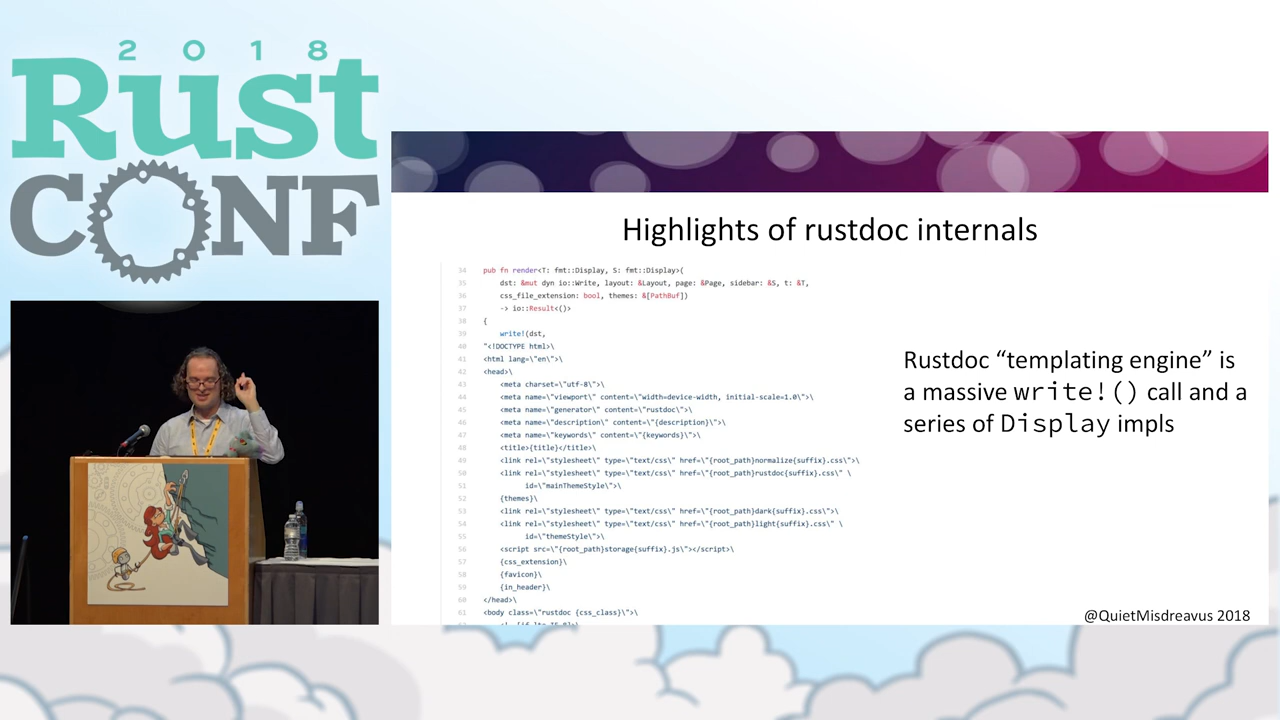 2018
Rust
CONF
Highlights of rustdoc internals
34 pub fn render<T: fmt::Display, S: fmt::Display>(
35 dst: &mut dyn io::Write, layout: &Layout, page: &Page, sidebar: &S, t: &T,
36 css_file_extension: bool, themes: &[PathBuf])
37 -> io::Result<()>
38 {
39 write!(dst,
40 "<!DOCTYPE html>\
41 <html lang=\"en\">\
42 <head>\
43 <meta charset=\"utf-8\">\
44 <meta name=\"viewport\" content=\"width=device-width, initial-scale=1.0\">\
45 <meta name=\"generator\" content=\"rustdoc\">\
46 <meta name=\"description\" content=\"{description}\">\
47 <meta name=\"keywords\" content=\"{keywords}\">\
48 <title>{title}</title>\
49 <link rel=\"stylesheet\" type=\"text/css\" href=\"{root_path}normalize{suffix}.css\">\
50 <link rel=\"stylesheet\" type=\"text/css\" href=\"{root_path}rustdoc{suffix}.css\" \
51 id=\"mainThemeStyle\">\
52 {themes}\
53 <link rel=\"stylesheet\" type=\"text/css\" href=\"{root_path}dark{suffix}.css\">\
54 <link rel=\"stylesheet\" type=\"text/css\" href=\"{root_path}light{suffix}.css\" \
55 id=\"themeStyle\">\
56 <script src=\"{root_path}storage{suffix}.js\"></script>\
57 {css_extension}\
58 {favicon}\
59 {in_header}\
60 </head>\
61 <body class=\"rustdoc {css_class}\">\
Rustdoc “templating engine” is
a massive write!() call and a
series of Display impls
@QuietMisdreavus 2018